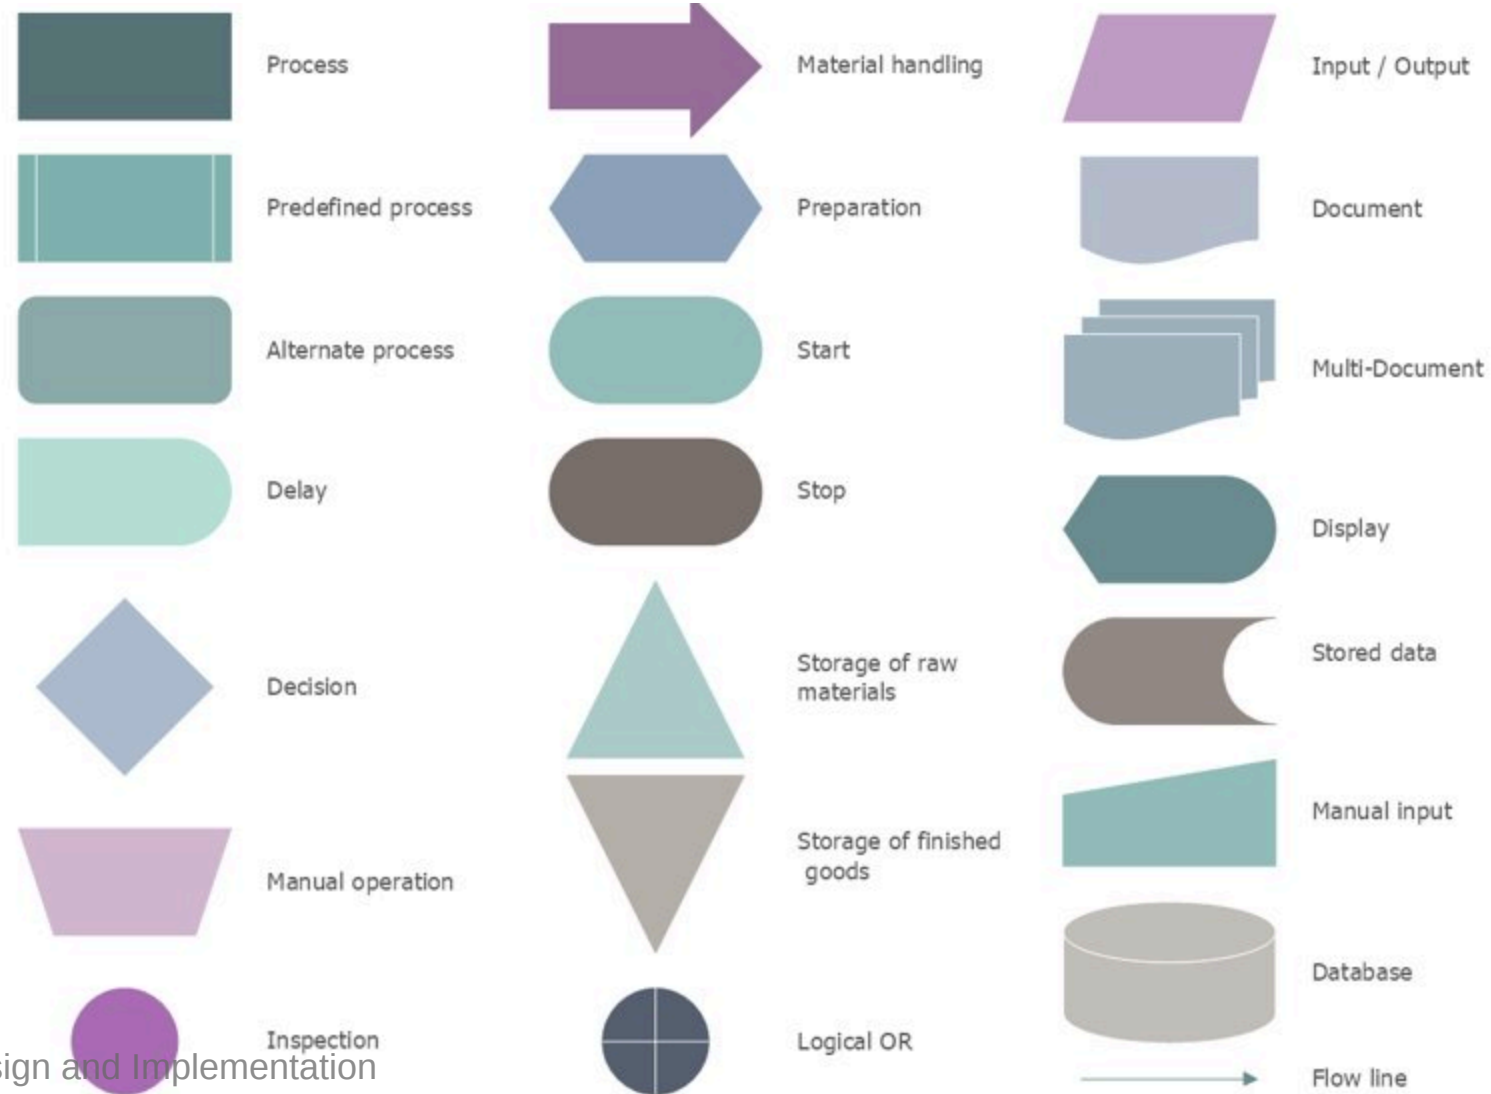 Process
Predefined process
Alternate process
Delay
Decision
Manual operation
Inspection
Material handling
Preparation
Start
Stop
Storage of raw
materials
Storage of finished
goods
Logical OR
Input / Output
Document
Multi-Document
Display
Stored data
Manual input
Database
Flow line
sign and Implementation